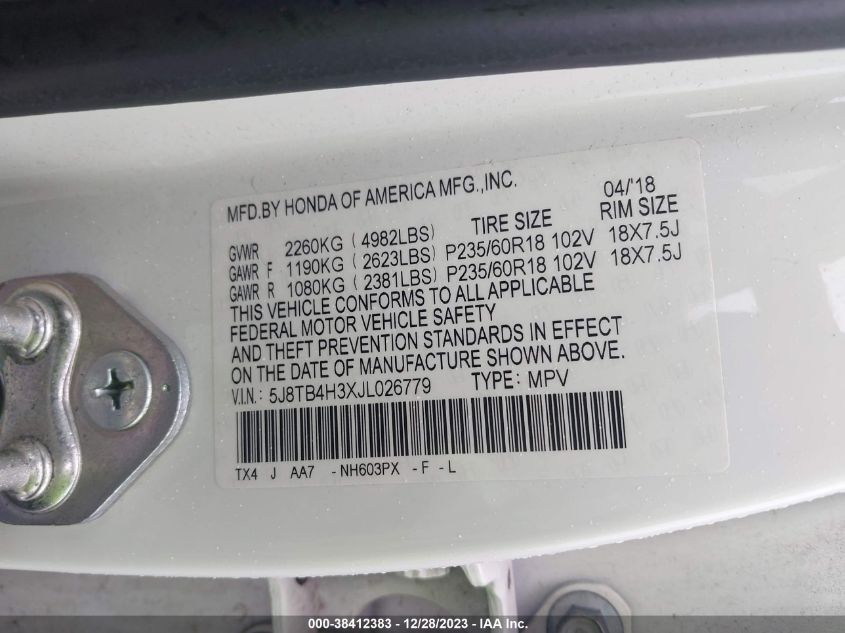 MFD.BY HONDA OF AMERICA MFG.,INC. 04/'18
TIRE SIZE RIM SIZE
GVWR 2260KG ( 4982LBS)
GAWR F 1190KG ( 2623LBS) P235/60R18 102V 18X7.5J
GAWR R 1080KG ( 2381LBS) P235/60R18 102V 18X7.5J
THIS VEHICLE CONFORMS TO ALL APPLICABLE
FEDERAL MOTOR VEHICLE SAFETY
AND THEFT PREVENTION STANDARDS IN EFFECT
ON THE DATE OF MANUFACTURE SHOWN ABOVE.
V.I.N.: 5J8TB4H3XJL026779 TYPE: MPV
TX4 J AA7 -NH603PX -F -L
000-38412383 - 12/28/2023 - IAA Inc.